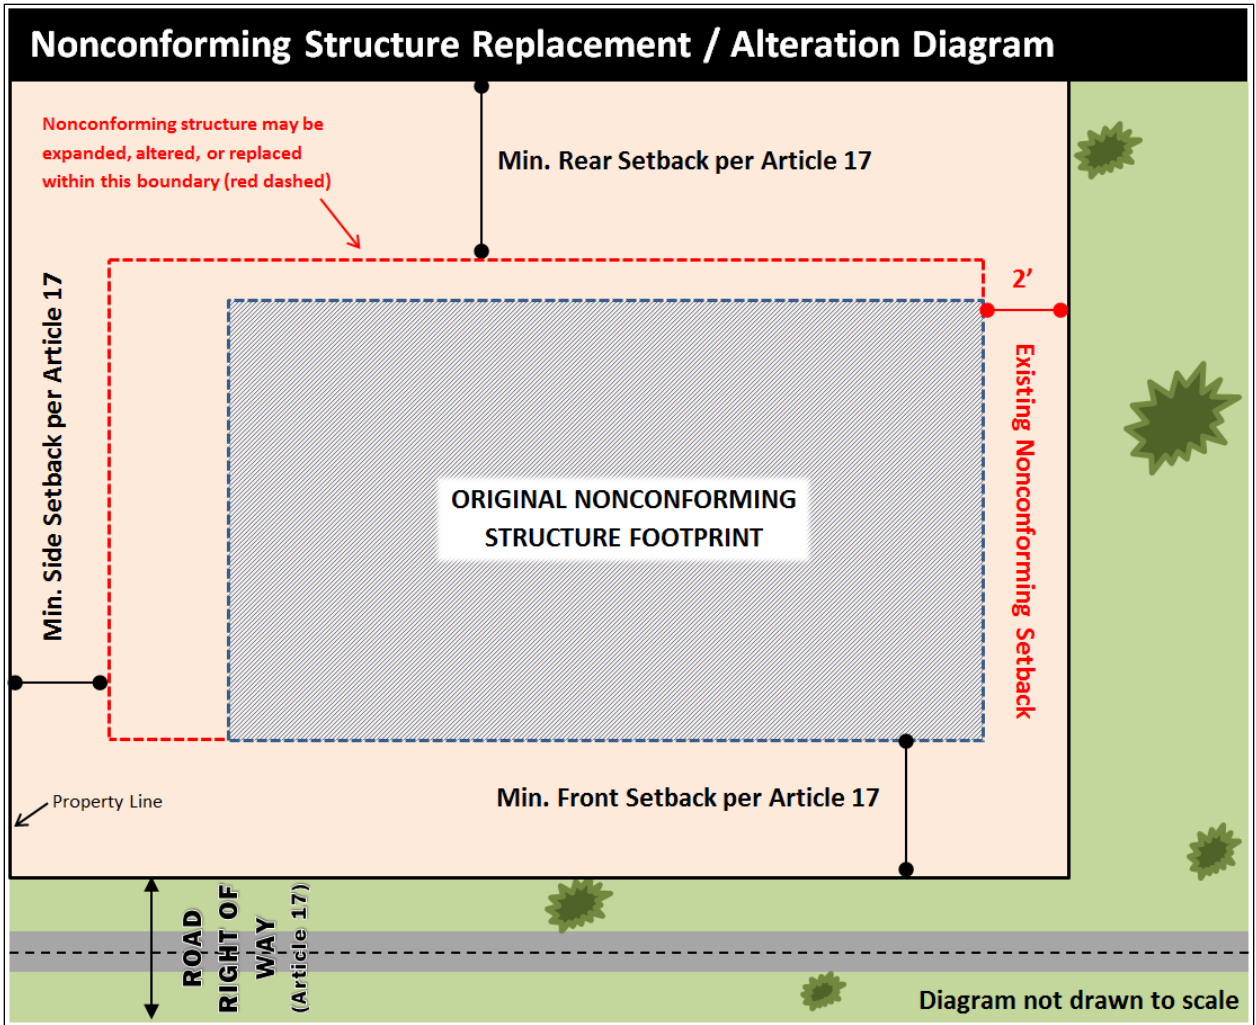 Nonconforming Structure Replacement / Alteration Diagram
Nonconforming structure may be
expanded, altered, or replaced
within this boundary (red dashed)
Min. Rear Setback per Article 17
2’
Min. Side Setback per Article 17
Existing Nonconforming Setback
ORIGINAL NONCONFORMING
STRUCTURE FOOTPRINT
Property Line
Min. Front Setback per Article 17
ROAD
RIGHT OF
WAY
(Article 17)
Diagram not drawn to scale